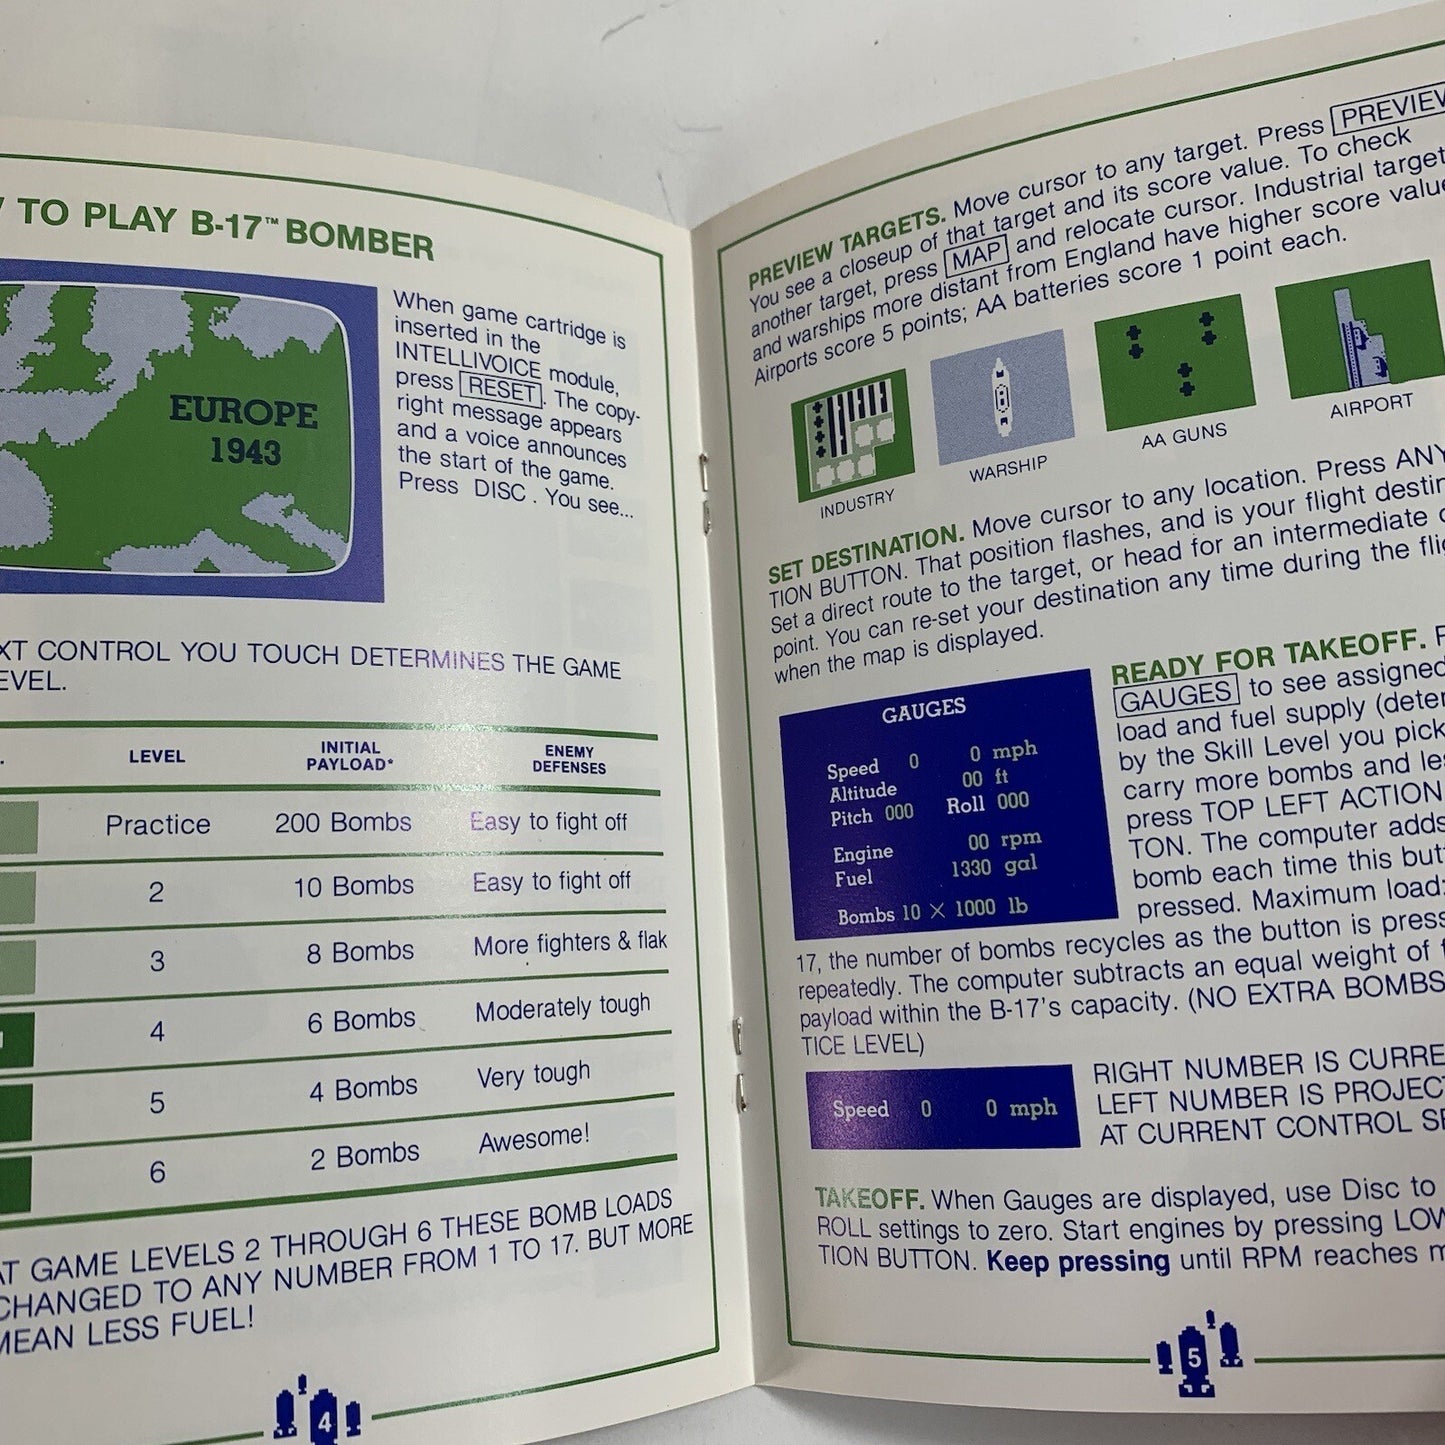 TO PLAY B-17™ BOMBER
EUROPE
1943
When game cartridge is
inserted in the
INTELLIVOICE module,
press RESET. The copy-
right message appears
and a voice announces
the start of the game.
Press DISC. You see...
CONTROL YOU TOUCH DETERMINES THE GAME
LEVEL INITIAL PAYLOAD* ENEMY DEFENSES
Practice 200 Bombs Easy to fight off
2 10 Bombs Easy to fight off
3 8 Bombs More fighters & flak
4 6 Bombs Moderately tough
5 4 Bombs Very tough
6 2 Bombs Awesome!
GAME LEVELS 2 THROUGH 6 THESE BOMB LOADS
CHANGED TO ANY NUMBER FROM 1 TO 17. BUT MORE
MEAN LESS FUEL!
4
PREVIEW TARGETS. Move cursor to any target. Press PREVIEW
You see a closeup of that target and its score value. To check
another target, press MAP and relocate cursor. Industrial target
and warships more distant from England have higher score
Airports score 5 points; AA batteries score 1 point each.
INDUSTRY
WARSHIP
AA GUNS
AIRPORT
SET DESTINATION. Move cursor to any location. Press ANY
TION BUTTON. That position flashes, and is your flight
Set a direct route to the target, or head for an intermediate
point. You can re-set your destination any time during the
when the map is displayed.
GAUGES
Speed 0 0 mph
Altitude 00 ft
Pitch 000 Roll 000
Engine 00 rpm
Fuel 1330 gal
Bombs 10 × 1000 lb
READY FOR TAKEOFF.
GAUGES to see assigned
load and fuel supply
by the Skill Level you pick
carry more bombs and
press TOP LEFT ACTION
TON. The computer adds
bomb each time this
pressed. Maximum load:
17, the number of bombs recycles as the button is
repeatedly. The computer subtracts an equal weight of
payload within the B-17's capacity. (NO EXTRA BOMBS
TICE LEVEL)
Speed 0 0 mph
RIGHT NUMBER IS
LEFT NUMBER IS
AT CURRENT CONTROL
TAKEOFF. When Gauges are displayed, use Disc to
ROLL settings to zero. Start engines by pressing
TION BUTTON. Keep pressing until RPM reaches
5